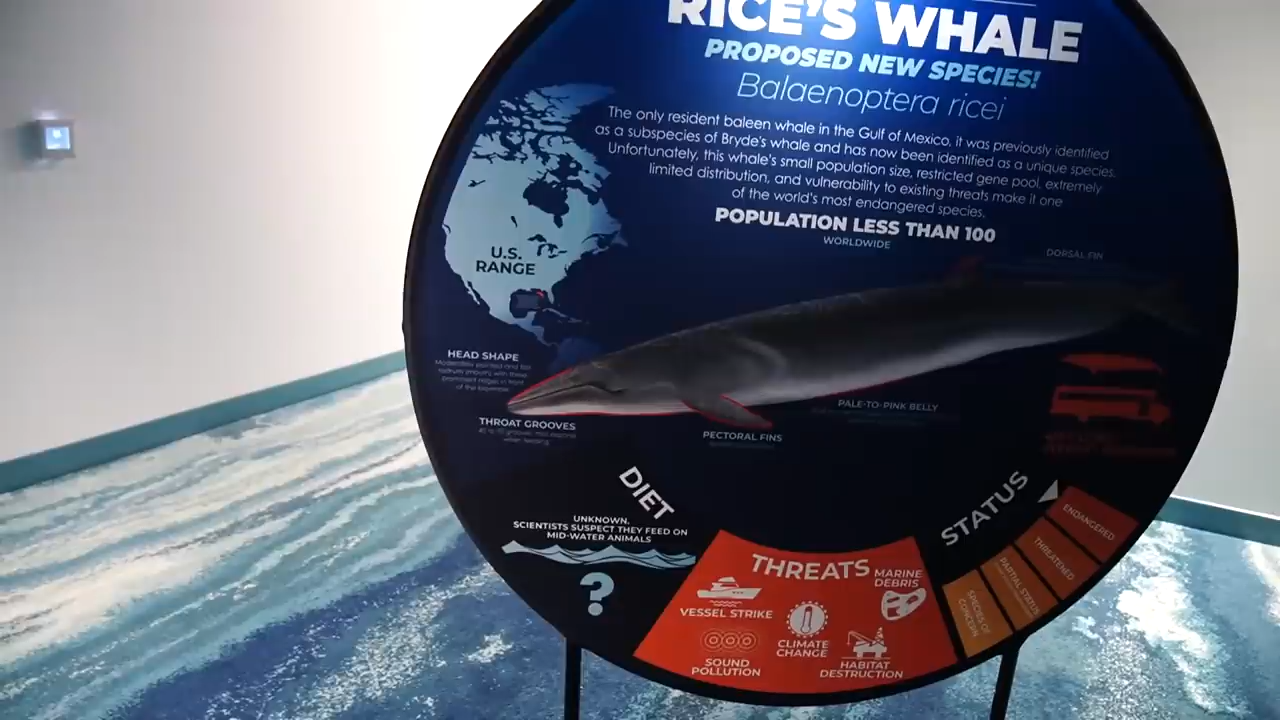 RICE'S WHALE
PROPOSED NEW SPECIES!
Balaenoptera ricei
The only resident baleen whale in the Gulf of Mexico, it was previously identified
as a subspecies of Bryde's whale and has now been identified as a unique species.
Unfortunately, this whale's small population size, restricted gene pool, extremely
limited distribution, and vulnerability to existing threats make it one
of the world's most endangered species.
POPULATION LESS THAN 100
WORLDWIDE
U.S.
RANGE
DORSAL FIN
HEAD SHAPE
THROAT GROOVES
PECTORAL FINS
PALE-TO-PINK BELLY
DIET
UNKNOWN.
SCIENTISTS SUSPECT THEY FEED ON
MID-WATER ANIMALS
?
THREATS
VESSEL STRIKE
MARINE
DEBRIS
SOUND
POLLUTION
CLIMATE
CHANGE
HABITAT
DESTRUCTION
STATUS
ENDANGERED
THREATENED
PARTIAL STATUS
SPECIES OF
CONCERN